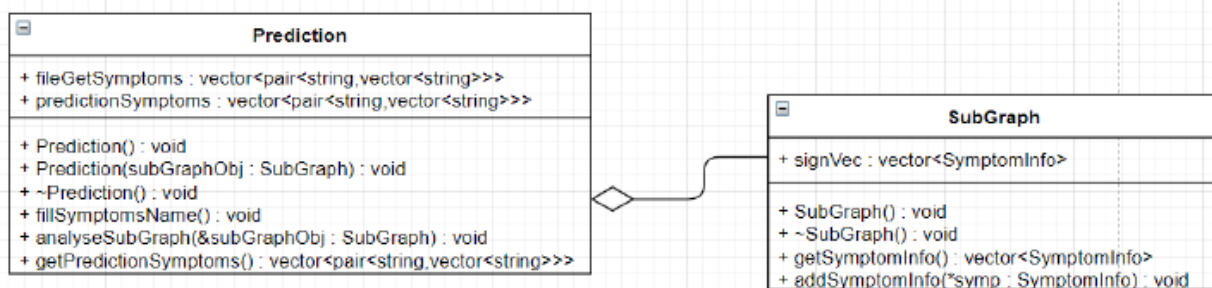 Prediction
+ fileGetSymptoms : vector<pair<string,vector<string>>>
+ predictionSymptoms : vector<pair<string,vector<string>>>
+ Prediction() : void
+ Prediction(subGraphObj : SubGraph) : void
+ ~Prediction() : void
+ fillSymptomsName() : void
+ analyseSubGraph(&subGraphObj : SubGraph) : void
+ getPredictionSymptoms() : vector<pair<string,vector<string>>>
SubGraph
+ signVec : vector<SymptomInfo>
+ SubGraph() : void
+ ~SubGraph() : void
+ getSymptomInfo() : vector<SymptomInfo>
+ addSymptomInfo(*symp : SymptomInfo) : void